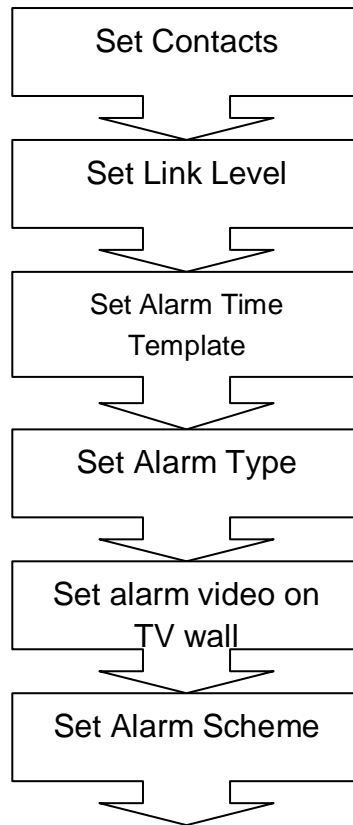 Set Contacts
Set Link Level
Set Alarm Time
Template
Set Alarm Type
Set alarm video on
TV wall
Set Alarm Scheme